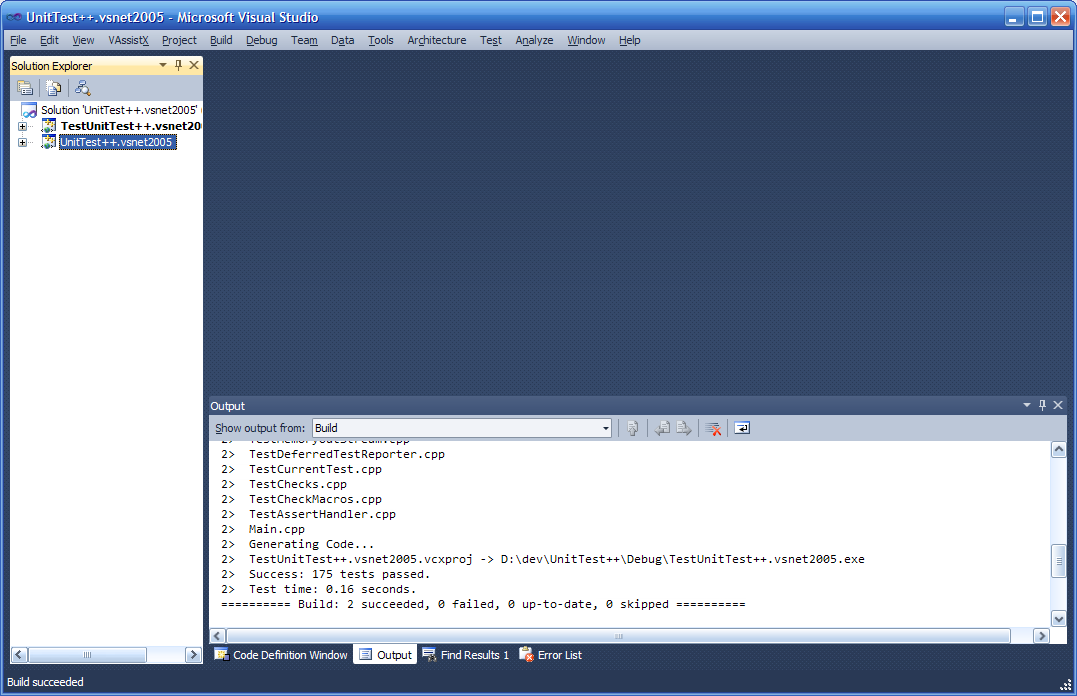 UnitTest++.vsnet2005 - Microsoft Visual Studio
File Edit View VAssistX Project Build Debug Team Data Tools Architecture Test Analyze Window Help
Solution Explorer
Solution 'UnitTest++.vsnet2005' (
TestUnitTest++.vsnet20
UnitTest++.vsnet2005
Output
Show output from: Build
2> TestMemoryOutStream.cpp
2> TestDeferredTestReporter.cpp
2> TestCurrentTest.cpp
2> TestChecks.cpp
2> TestCheckMacros.cpp
2> TestAssertHandler.cpp
2> Main.cpp
2> Generating Code...
2> TestUnitTest++.vsnet2005.vcxproj -> D:\dev\UnitTest++\Debug\TestUnitTest++.vsnet2005.exe
2> Success: 175 tests passed.
2> Test time: 0.16 seconds.
========== Build: 2 succeeded, 0 failed, 0 up-to-date, 0 skipped ==========
Code Definition Window Output Find Results 1 Error List
Build succeeded